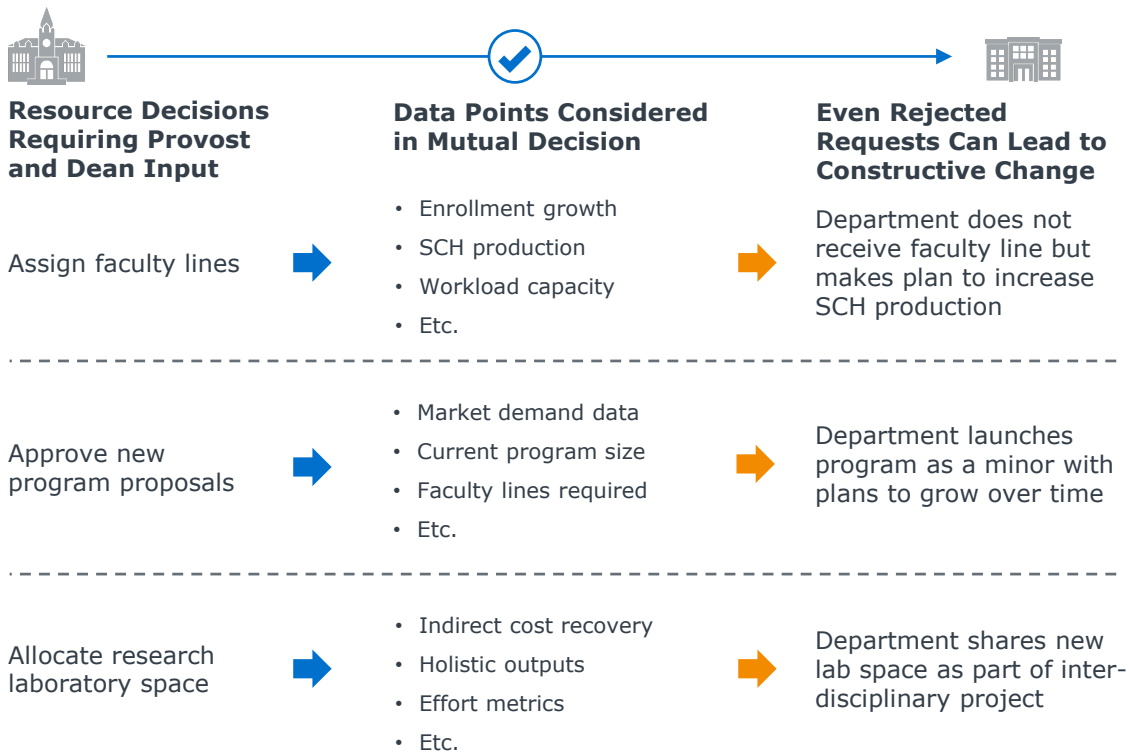 Resource Decisions
Requiring Provost
and Dean Input
Data Points Considered
in Mutual Decision
Even Rejected
Requests Can Lead to
Constructive Change
Assign faculty lines
• Enrollment growth
• SCH production
• Workload capacity
• Etc.
Department does not
receive faculty line but
makes plan to increase
SCH production
Approve new
program proposals
• Market demand data
• Current program size
• Faculty lines required
• Etc.
Department launches
program as a minor with
plans to grow over time
Allocate research
laboratory space
• Indirect cost recovery
• Holistic outputs
• Effort metrics
• Etc.
Department shares new
lab space as part of inter-
disciplinary project